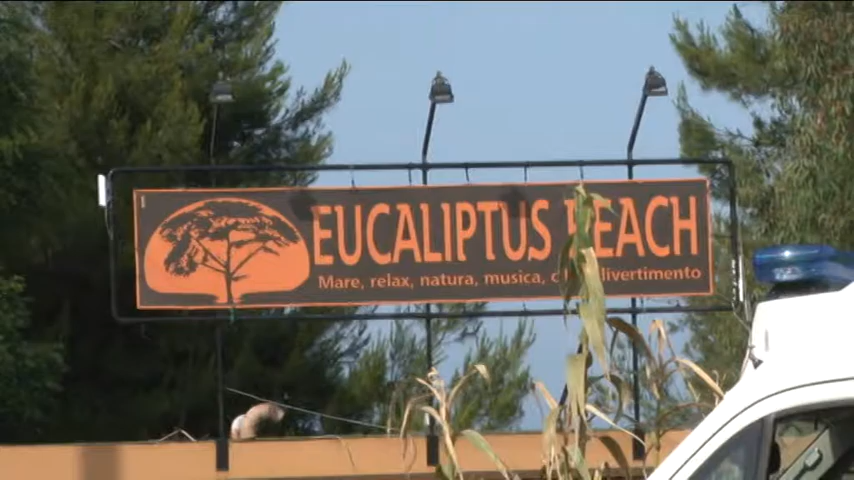 EUCALIPTUS BEACH
Mare, relax, natura, musica, divertimento